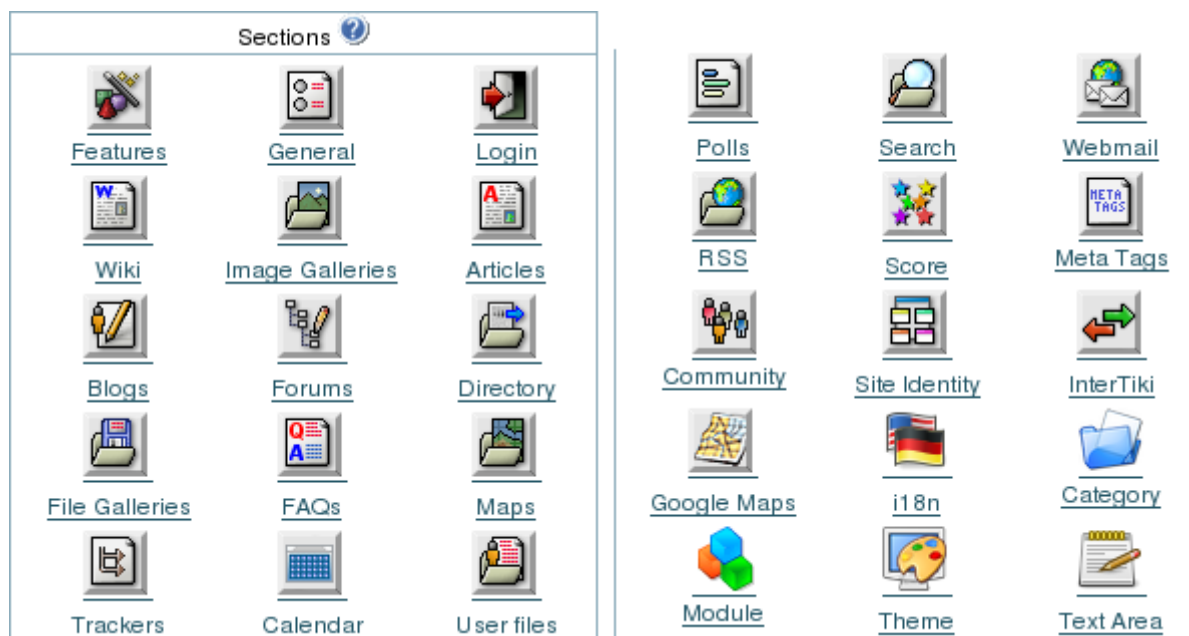 Sections
Features General Login
Wiki Image Galleries Articles
Blogs Forums Directory
File Galleries FAQs Maps
Trackers Calendar User files
Polls Search Webmail
RSS Score Meta Tags
META
TAGS
Community Site Identity InterTiki
Google Maps i18n Category
Module Theme Text Area